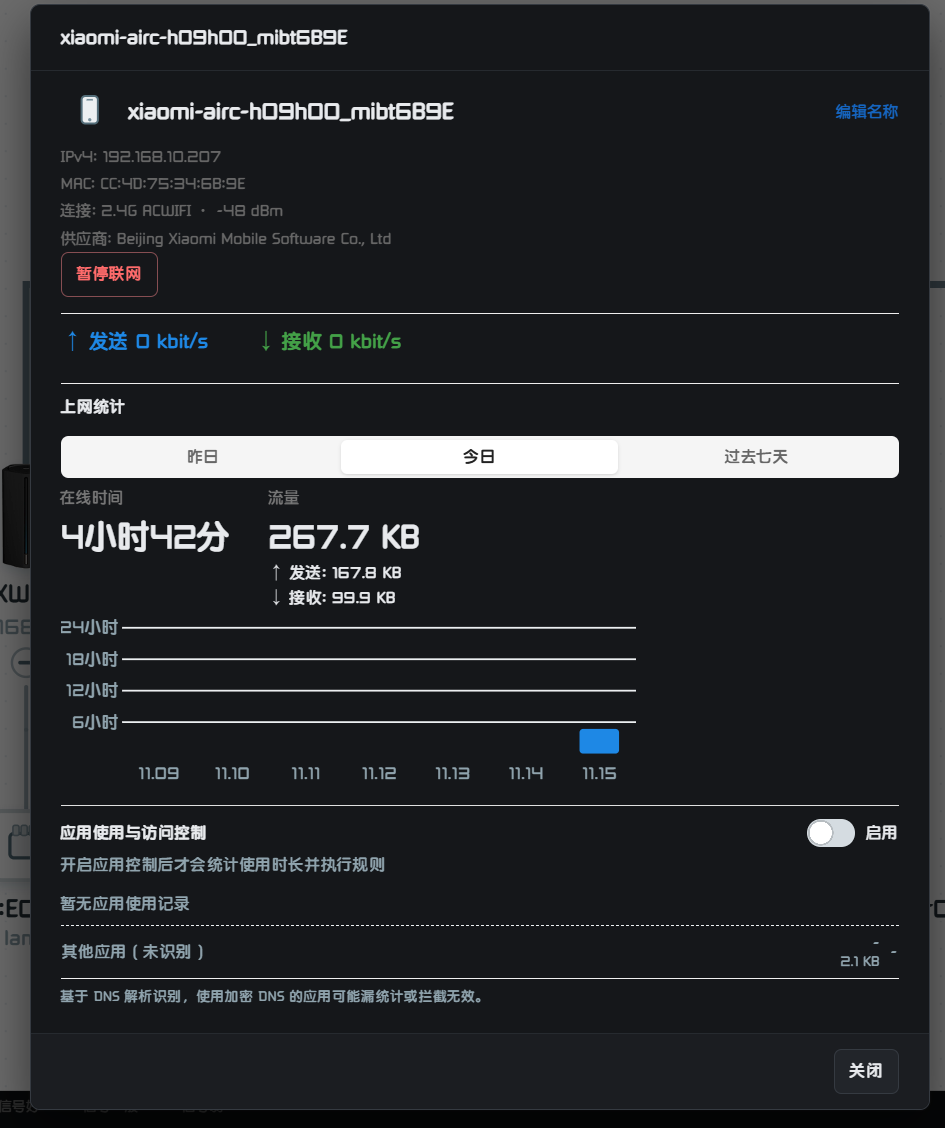 xiaomi-airc-h09h00_mibt6B9E
xiaomi-airc-h09h00_mibt6B9E
编辑名称
IPv4: 192.168.10.207
MAC: CC:4D:75:34:6B:9E
连接: 2.4G ACWIFI · -48 dBm
供应商: Beijing Xiaomi Mobile Software Co., Ltd
暂停联网
↑ 发送 0 kbit/s ↓ 接收 0 kbit/s
上网统计
昨日 今日 过去七天
在线时间 流量
4小时42分 267.7 KB
↑ 发送: 167.8 KB
↓ 接收: 99.9 KB
24小时
18小时
12小时
6小时
11.09 11.10 11.11 11.12 11.13 11.14 11.15
应用使用与访问控制 启用
开启应用控制后才会统计使用时长并执行规则
暂无应用使用记录
其他应用 ( 未识别 ) - -
2.1 KB
基于 DNS 解析识别，使用加密 DNS 的应用可能漏统计或拦截无效。
关闭
:EC
lan